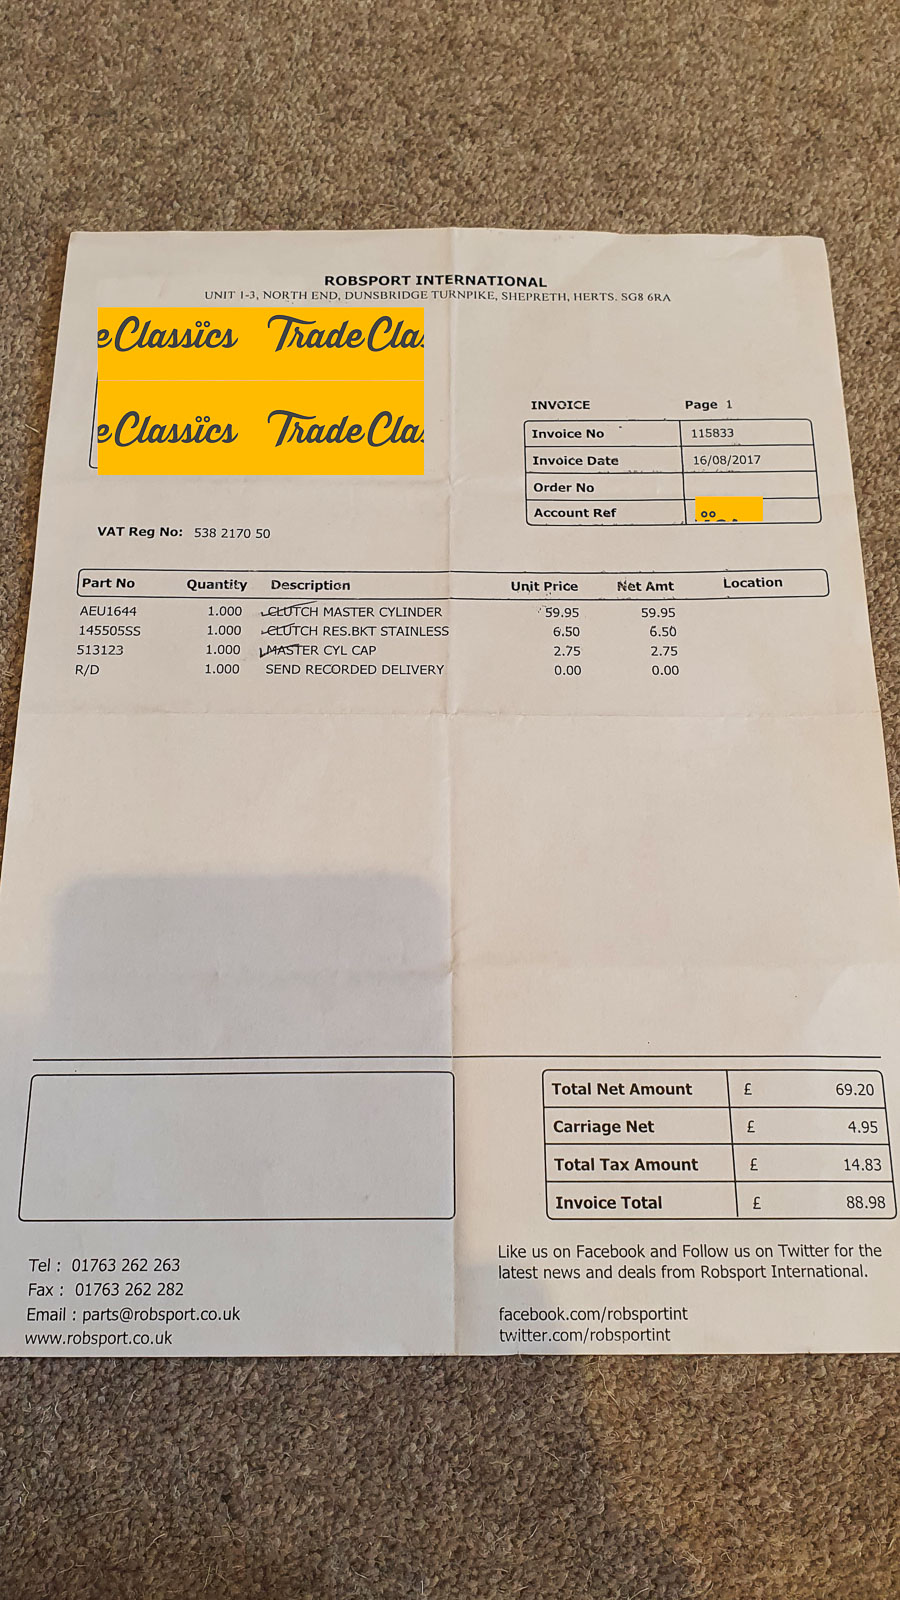 ROBSPORT INTERNATIONAL
UNIT 1-3, NORTH END, DUNSBRIDGE TURNPIKE, SHEPRETH, HERTS. SG8 6RA
e Classïcs Trade Clas
e Classïcs Trade Clas
INVOICE Page 1
Invoice No 115833
Invoice Date 16/08/2017
Order No
Account Ref
VAT Reg No: 538 2170 50
Part No Quantity Description Unit Price Net Amt Location
AEU1644 1.000 CLUTCH MASTER CYLINDER 59.95 59.95
145505SS 1.000 CLUTCH RES.BKT STAINLESS 6.50 6.50
513123 1.000 MASTER CYL CAP 2.75 2.75
R/D 1.000 SEND RECORDED DELIVERY 0.00 0.00
Total Net Amount £ 69.20
Carriage Net £ 4.95
Total Tax Amount £ 14.83
Invoice Total £ 88.98
Tel : 01763 262 263
Fax : 01763 262 282
Email : parts@robsport.co.uk
www.robsport.co.uk
Like us on Facebook and Follow us on Twitter for the
latest news and deals from Robsport International.
facebook.com/robsportint
twitter.com/robsportint